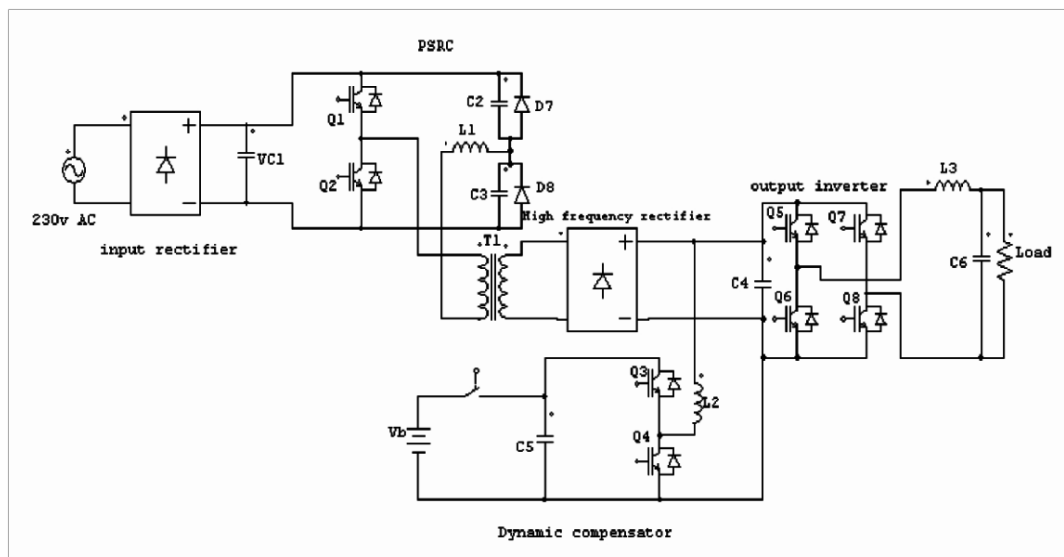 PSRC
Q1
C2
D7
L1
VC1
Q2
C3
D8
230v AC
input rectifier
High frequency rectifier
T1
output inverter
L3
Q5
Q7
C4
Q6
Q8
C6
Load
+
−
+
−
Q3
L2
Vb
C5
Q4
Dynamic compensator